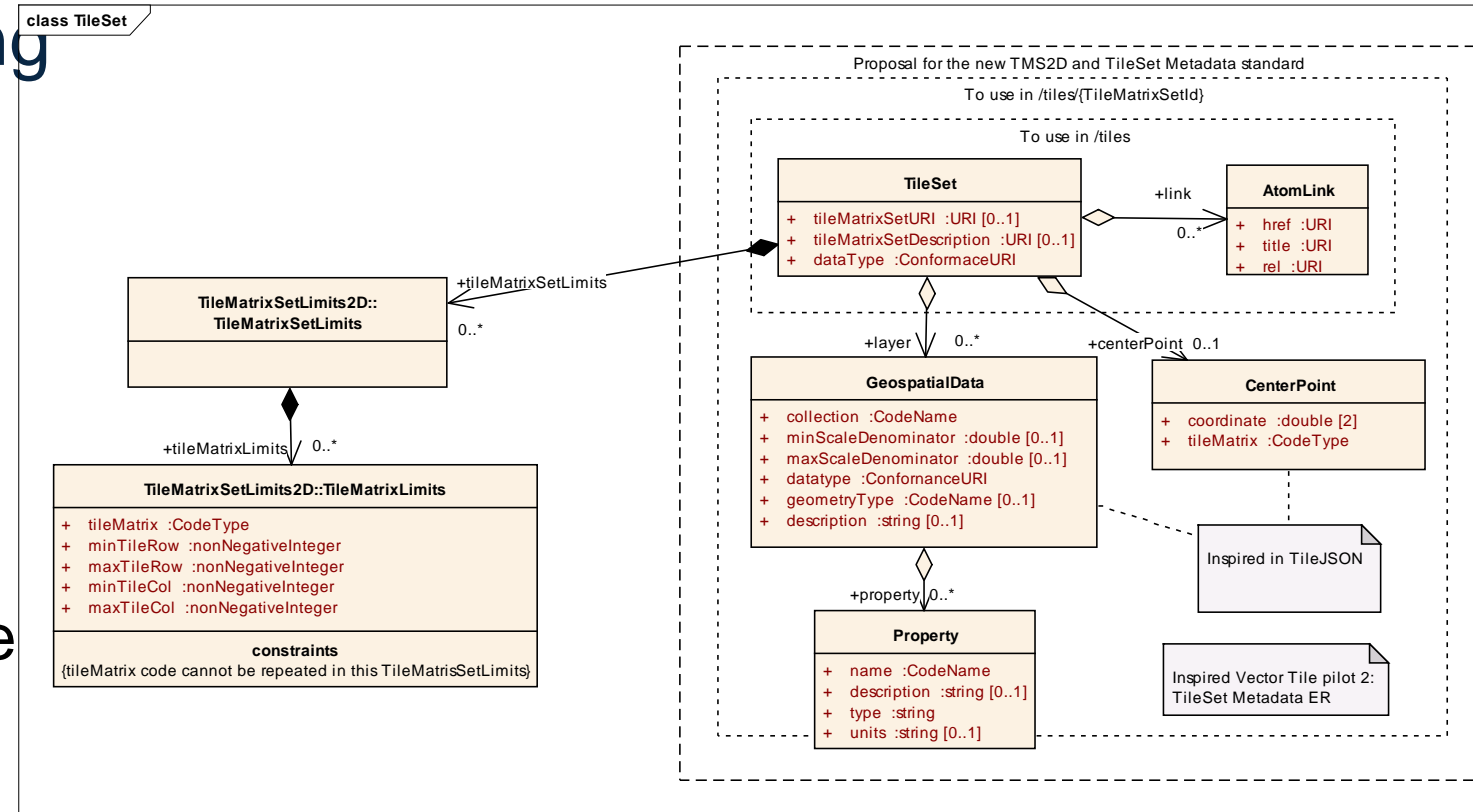 ng
class TileSet
Proposal for the new TMS2D and TileSet Metadata standard
To use in /tiles/{TileMatrixSetId}
To use in /tiles
TileSet
+ tileMatrixSetURI :URI [0..1]
+ tileMatrixSetDescription :URI [0..1]
+ dataType :ConformaceURI
+link
0..*
AtomLink
+ href :URI
+ title :URI
+ rel :URI
+tileMatrixSetLimits
0..*
TileMatrixSetLimits2D::
TileMatrixSetLimits
+layer 0..*
+centerPoint 0..1
GeospatialData
+ collection :CodeName
+ minScaleDenominator :double [0..1]
+ maxScaleDenominator :double [0..1]
+ datatype :ConfornanceURI
+ geometryType :CodeName [0..1]
+ description :string [0..1]
CenterPoint
+ coordinate :double [2]
+ tileMatrix :CodeType
+tileMatrixLimits 0..*
TileMatrixSetLimits2D::TileMatrixLimits
+ tileMatrix :CodeType
+ minTileRow :nonNegativeInteger
+ maxTileRow :nonNegativeInteger
+ minTileCol :nonNegativeInteger
+ maxTileCol :nonNegativeInteger
constraints
{tileMatrix code cannot be repeated in this TileMatrisSetLimits}
e
Inspired in TileJSON
+property 0..*
Property
+ name :CodeName
+ description :string [0..1]
+ type :string
+ units :string [0..1]
Inspired Vector Tile pilot 2:
TileSet Metadata ER